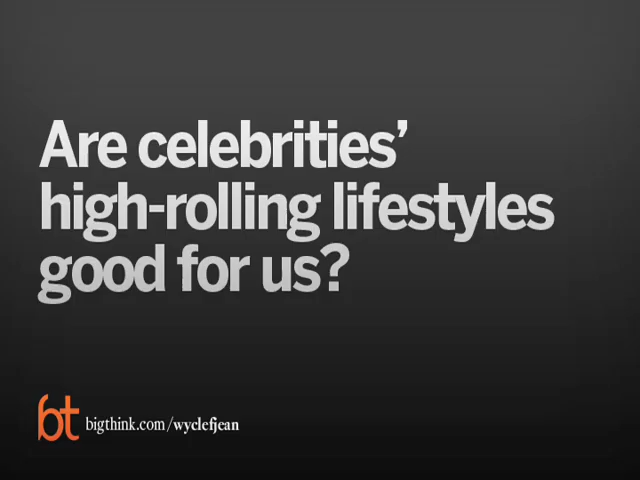 Are celebrities’
high-rolling lifestyles
good for us?
bt bigthink.com/wyclefjean